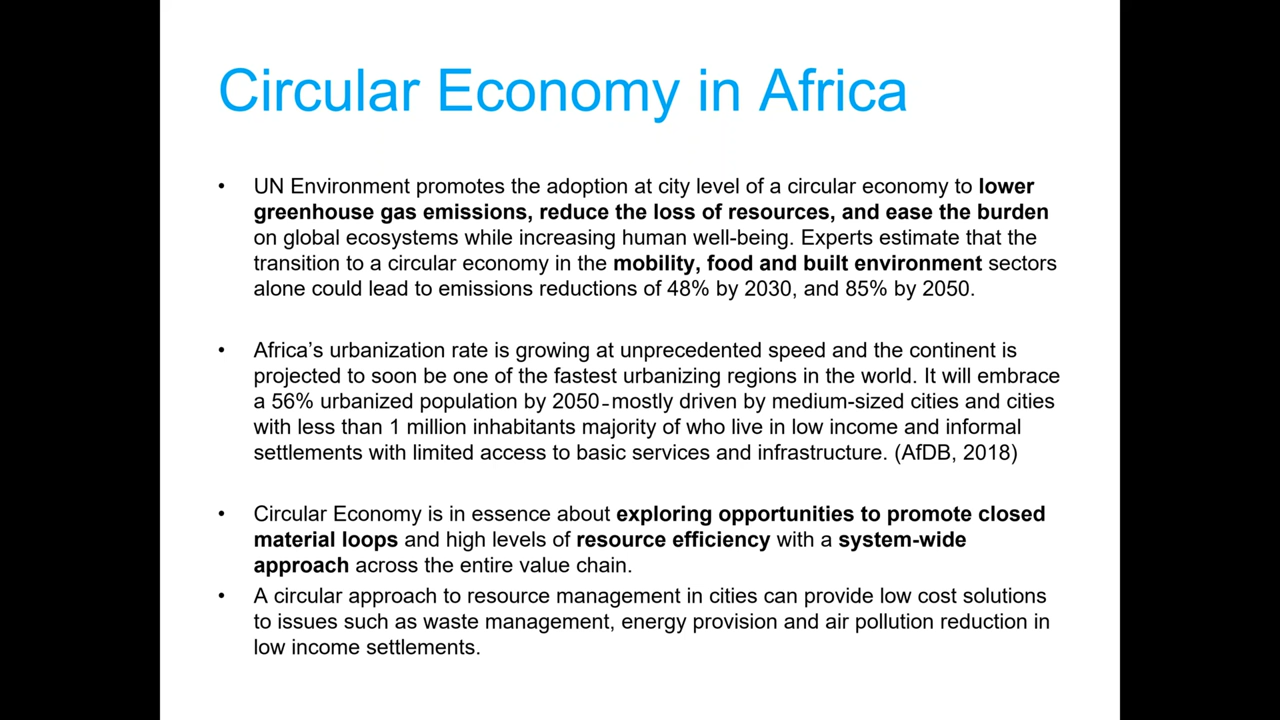 Circular Economy in Africa
• UN Environment promotes the adoption at city level of a circular economy to lower
greenhouse gas emissions, reduce the loss of resources, and ease the burden
on global ecosystems while increasing human well-being. Experts estimate that the
transition to a circular economy in the mobility, food and built environment sectors
alone could lead to emissions reductions of 48% by 2030, and 85% by 2050.
• Africa’s urbanization rate is growing at unprecedented speed and the continent is
projected to soon be one of the fastest urbanizing regions in the world. It will embrace
a 56% urbanized population by 2050-mostly driven by medium-sized cities and cities
with less than 1 million inhabitants majority of who live in low income and informal
settlements with limited access to basic services and infrastructure. (AfDB, 2018)
• Circular Economy is in essence about exploring opportunities to promote closed
material loops and high levels of resource efficiency with a system-wide
approach across the entire value chain.
• A circular approach to resource management in cities can provide low cost solutions
to issues such as waste management, energy provision and air pollution reduction in
low income settlements.